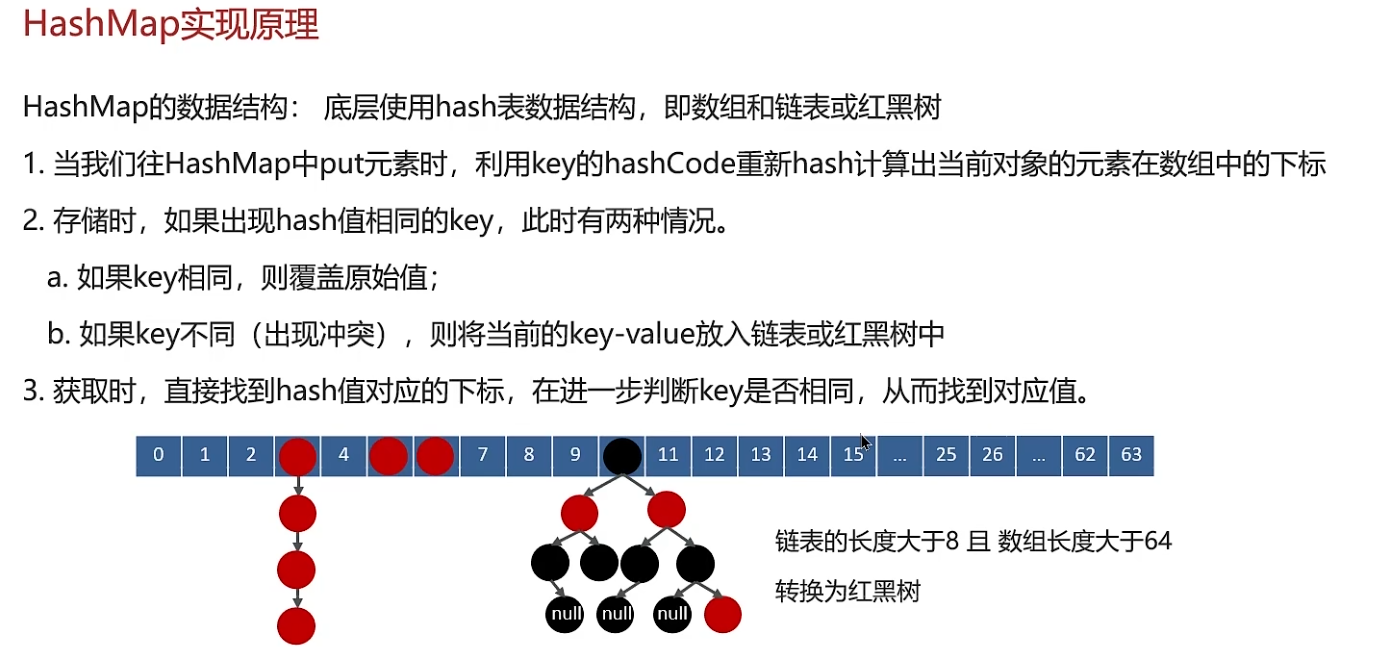 HashMap实现原理
HashMap的数据结构： 底层使用hash表数据结构，即数组和链表或红黑树
1. 当我们往HashMap中put元素时，利用key的hashCode重新hash计算出当前对象的元素在数组中的下标
2. 存储时，如果出现hash值相同的key，此时有两种情况。
a. 如果key相同，则覆盖原始值；
b. 如果key不同（出现冲突），则将当前的key-value放入链表或红黑树中
3. 获取时，直接找到hash值对应的下标，在进一步判断key是否相同，从而找到对应值。
0 1 2 4 7 8 9 11 12 13 14 15 ... 25 26 ... 62 63
链表的长度大于8 且 数组长度大于64
转换为红黑树
null null null